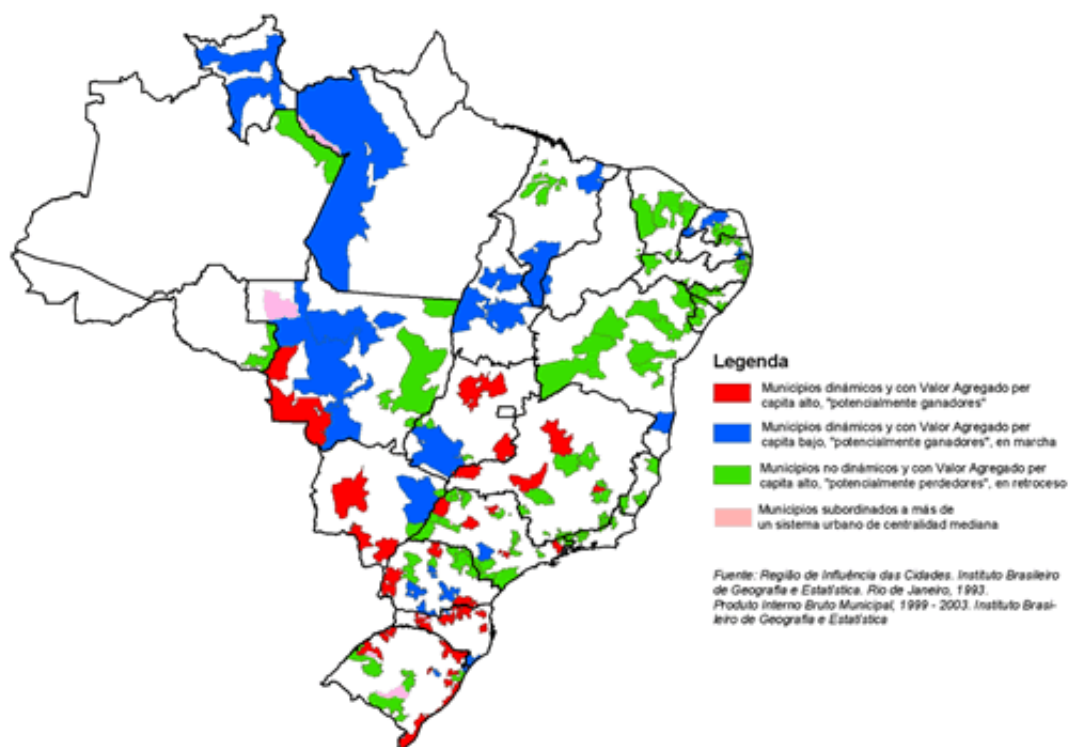 Legenda
Municipios dinámicos y con Valor Agregado per
capita alto, "potencialmente ganadores"
Municipios dinámicos y con Valor Agregado per
capita bajo, "potencialmente ganadores", en marcha
Municipios no dinámicos y con Valor Agregado per
capita alto, "potencialmente perdedores", en retroceso
Municipios subordinados a más de
un sistema urbano de centralidad mediana
Fuente: Região de Influência das Cidades. Instituto Brasileiro
de Geografia e Estatística. Rio de Janeiro, 1993.
Produto Interno Bruto Municipal, 1999 - 2003. Instituto Brasi-
leiro de Geografia e Estatística